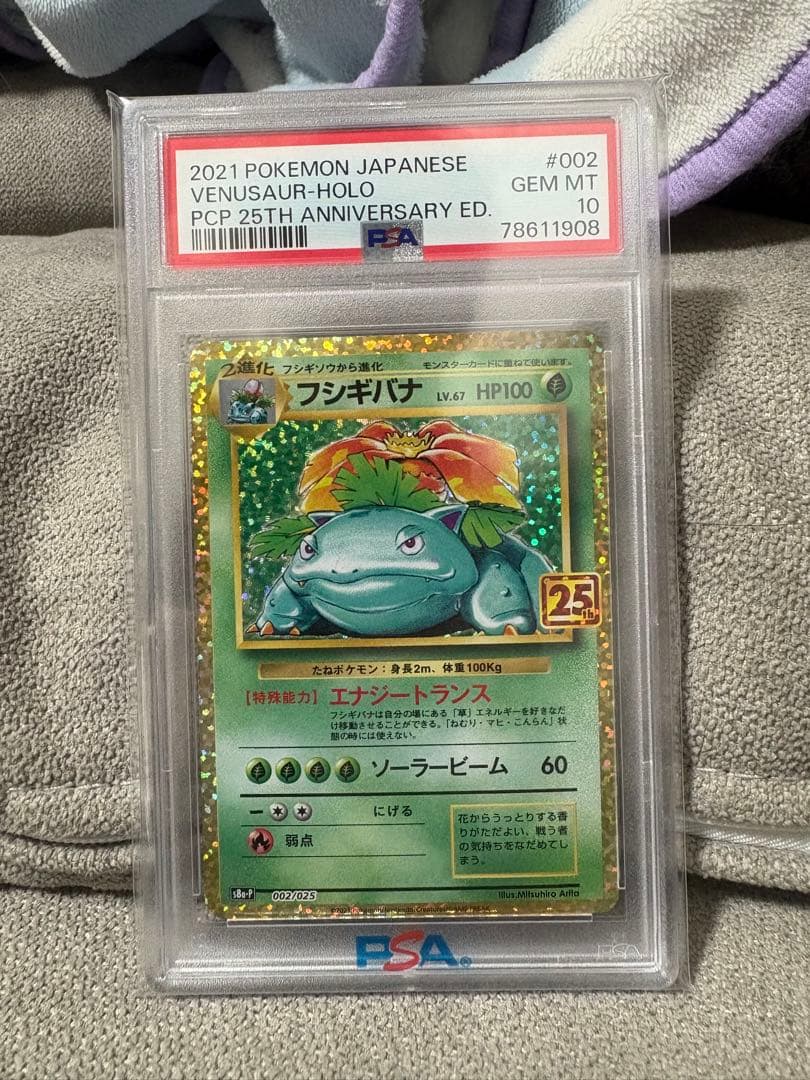 2021 POKEMON JAPANESE #002
VENUSAUR-HOLO GEM MT
PCP 25TH ANNIVERSARY ED. 10
PSA 78611908
2進化 フシギソウから進化 モンスターカードに重ねて使います。
フシギバナ LV.67 HP100
25th
たねポケモン：身長2m、体重100Kg
【特殊能力】エナジートランス
フシギバナは自分の場にある「草」エネルギーを好きなだ
け移動させることができる。「ねむり・マヒ・こんらん」状
態の時には使えない。
ソーラービーム 60
にげる
弱点
花からうっとりする香
りがただよい、戦う者
の気持ちをなだめてし
まう。
s8a-P 002/025 Illus.Mitsuhiro Arita
PSA®
PSA